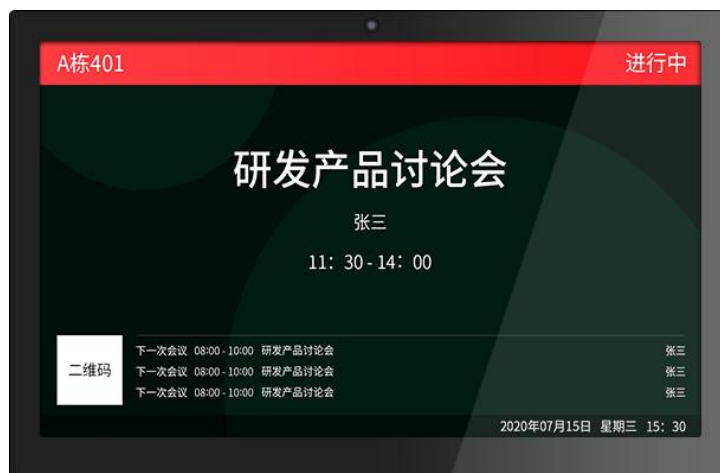 A栋401 进行中
研发产品讨论会
张三
11：30 - 14：00
二维码
下一次会议 08:00 - 10:00 研发产品讨论会 张三
下一次会议 08:00 - 10:00 研发产品讨论会 张三
下一次会议 08:00 - 10:00 研发产品讨论会 张三
2020年07月15日 星期三 15：30